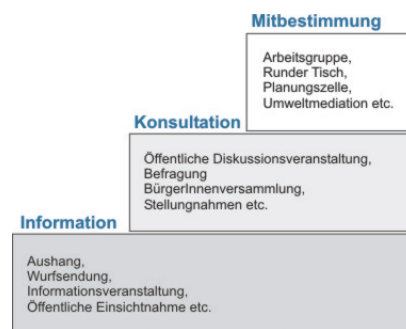 Mitbestimmung
Arbeitsgruppe,
Runder Tisch,
Planungszelle,
Umweltmediation etc.
Konsultation
Öffentliche Diskussionsveranstaltung,
Befragung
BürgerInnenversammlung,
Stellungnahmen etc.
Information
Aushang,
Wurfsendung,
Informationsveranstaltung,
Öffentliche Einsichtnahme etc.